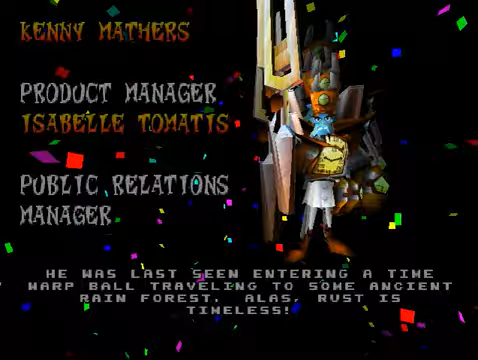 KENNY MATHERS
PRODUCT MANAGER
ISABELLE TOMATIS
PUBLIC RELATIONS
MANAGER
HE WAS LAST SEEN ENTERING A TIME
WARP BALL TRAVELING TO SOME ANCIENT
RAIN FOREST. ALAS, RUST IS
TIMELESS!